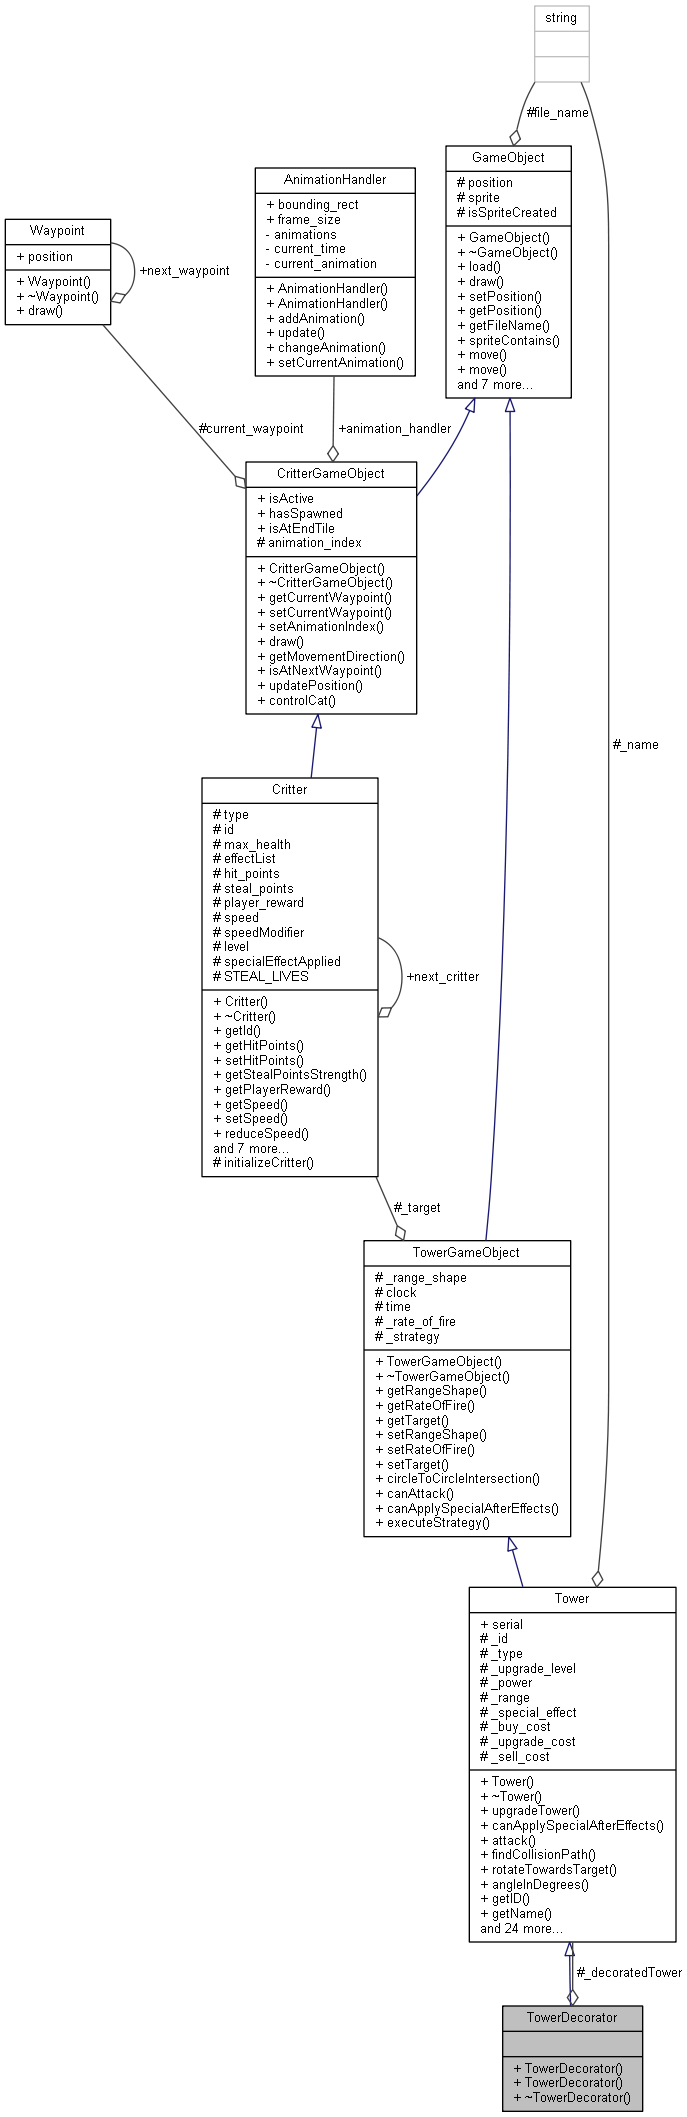 string
#file_name
GameObject
# position
# sprite
# isSpriteCreated
+ GameObject()
+ ~GameObject()
+ load()
+ draw()
+ setPosition()
+ getPosition()
+ getFileName()
+ spriteContains()
+ move()
+ move()
and 7 more...
AnimationHandler
+ bounding_rect
+ frame_size
- animations
- current_time
- current_animation
+ AnimationHandler()
+ AnimationHandler()
+ addAnimation()
+ update()
+ changeAnimation()
+ setCurrentAnimation()
Waypoint
+ position
+ Waypoint()
+ ~Waypoint()
+ draw()
+next_waypoint
#current_waypoint
+animation_handler
CritterGameObject
+ isActive
+ hasSpawned
+ isAtEndTile
# animation_index
+ CritterGameObject()
+ ~CritterGameObject()
+ getCurrentWaypoint()
+ setCurrentWaypoint()
+ setAnimationIndex()
+ draw()
+ getMovementDirection()
+ isAtNextWaypoint()
+ updatePosition()
+ controlCat()
#_name
Critter
# type
# id
# max_health
# effectList
# hit_points
# steal_points
# player_reward
# speed
# speedModifier
# level
# specialEffectApplied
# STEAL_LIVES
+ Critter()
+ ~Critter()
+ getId()
+ getHitPoints()
+ setHitPoints()
+ getStealPointsStrength()
+ getPlayerReward()
+ getSpeed()
+ setSpeed()
+ reduceSpeed()
and 7 more...
# initializeCritter()
+next_critter
#_target
TowerGameObject
# _range_shape
# clock
# time
# _rate_of_fire
# _strategy
+ TowerGameObject()
+ ~TowerGameObject()
+ getRangeShape()
+ getRateOfFire()
+ getTarget()
+ setRangeShape()
+ setRateOfFire()
+ setTarget()
+ circleToCircleIntersection()
+ canAttack()
+ canApplySpecialAfterEffects()
+ executeStrategy()
Tower
+ serial
# _id
# _type
# _upgrade_level
# _power
# _range
# _special_effect
# _buy_cost
# _upgrade_cost
# _sell_cost
+ Tower()
+ ~Tower()
+ upgradeTower()
+ canApplySpecialAfterEffects()
+ attack()
+ findCollisionPath()
+ rotateTowardsTarget()
+ angleInDegrees()
+ getID()
+ getName()
and 24 more...
#_decoratedTower
TowerDecorator
+ TowerDecorator()
+ TowerDecorator()
+ ~TowerDecorator()